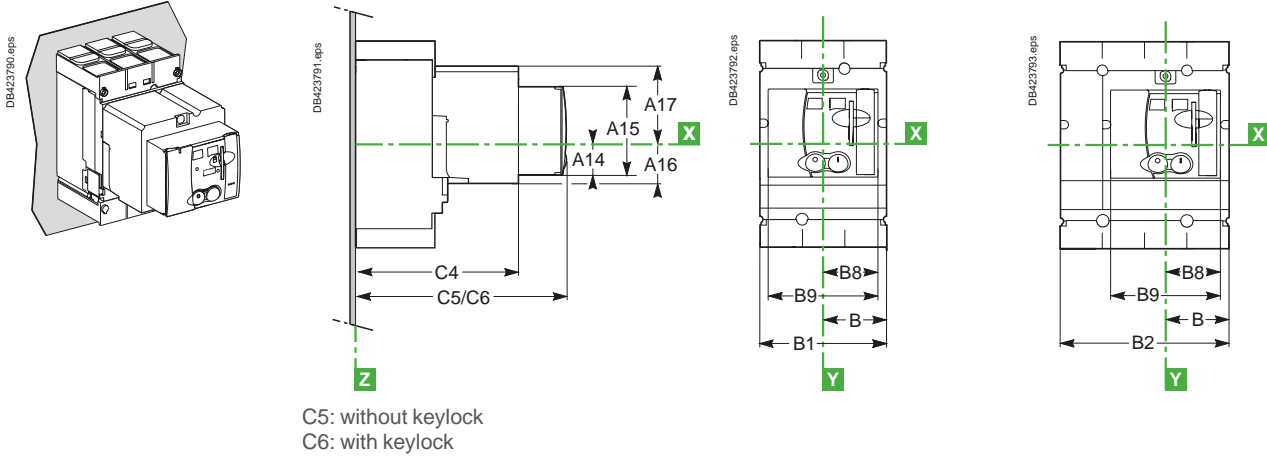 DB423790.eps
DB423791.eps
A17
A15
X
A14
A16
C4
C5/C6
Z
DB423792.eps
X
B8
B9
B
B1
Y
DB423793.eps
X
B8
B9
B
B2
Y
C5: without keylock
C6: with keylock